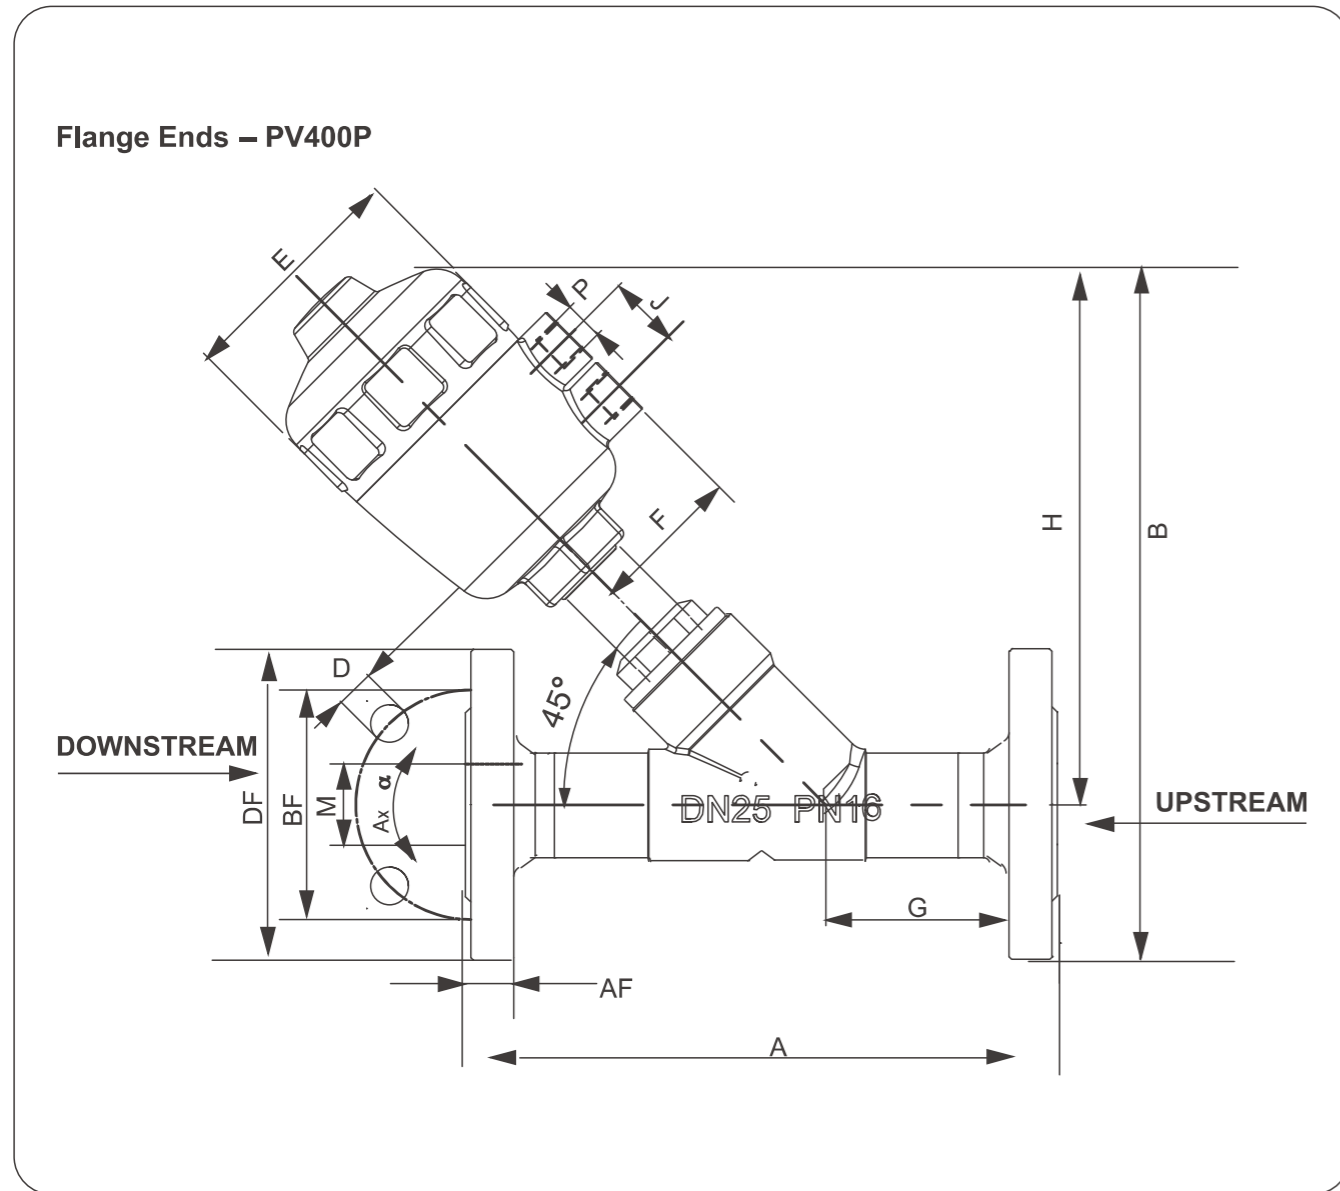 Flange Ends – PV400P
E
P
J
H
B
F
D
45°
DOWNSTREAM
DF
BF
M
Ax α
DN25 PN16
UPSTREAM
G
AF
A